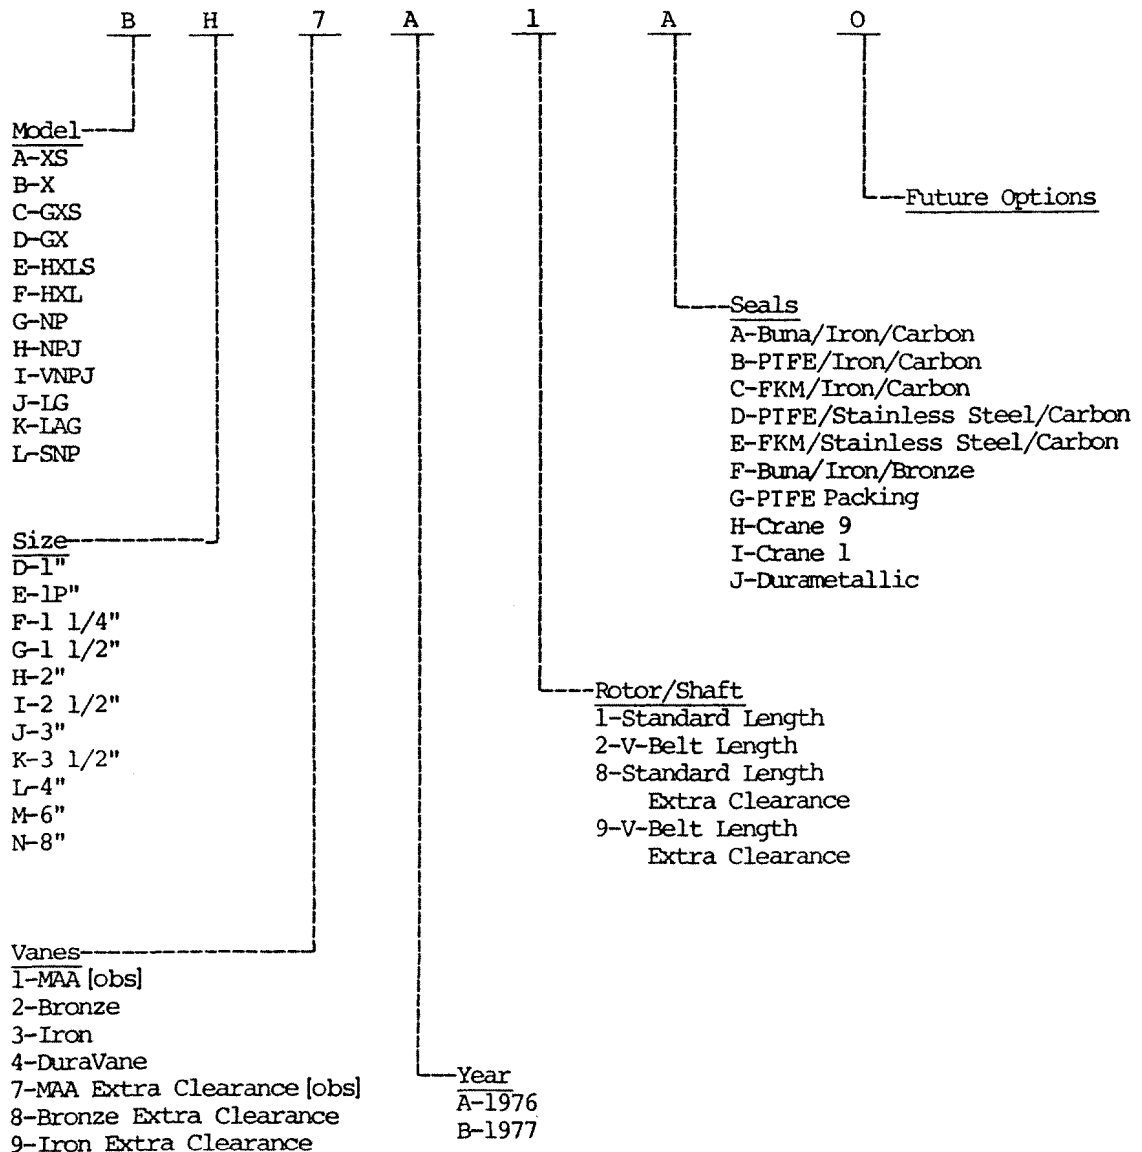 B H 7 A 1 A O
Model
A-XS
B-X
C-GXS
D-GX
E-HXLS
F-HXL
G-NP
H-NPJ
I-VNPJ
J-LG
K-LAG
L-SNP
Future Options
Seals
A-Buna/Iron/Carbon
B-PTFE/Iron/Carbon
C-FKM/Iron/Carbon
D-PTFE/Stainless Steel/Carbon
E-FKM/Stainless Steel/Carbon
F-Buna/Iron/Bronze
G-PTFE Packing
H-Crane 9
I-Crane 1
J-Durametallic
Size
D-1"
E-1P"
F-1 1/4"
G-1 1/2"
H-2"
I-2 1/2"
J-3"
K-3 1/2"
L-4"
M-6"
N-8"
Rotor/Shaft
1-Standard Length
2-V-Belt Length
8-Standard Length
Extra Clearance
9-V-Belt Length
Extra Clearance
Vanes
1-MAA [obs]
2-Bronze
3-Iron
4-DuraVane
7-MAA Extra Clearance [obs]
8-Bronze Extra Clearance
9-Iron Extra Clearance
Year
A-1976
B-1977